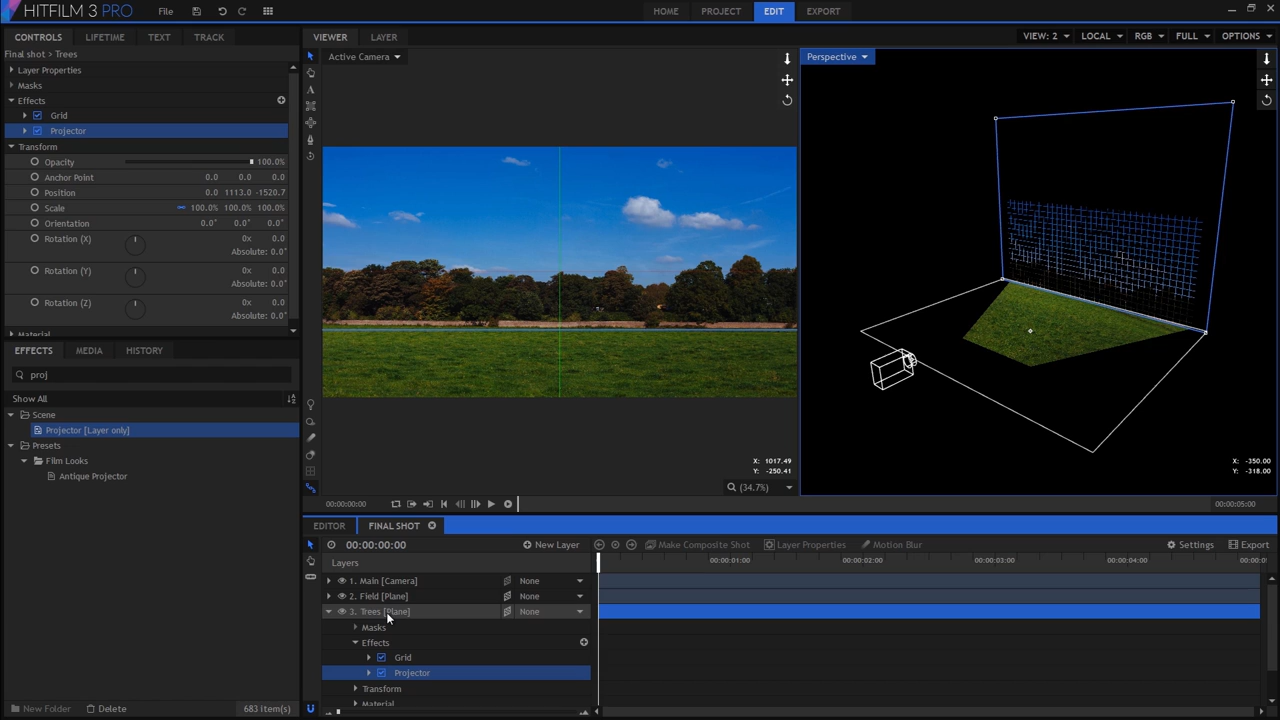 HITFILM 3 PRO File HOME PROJECT EDIT EXPORT
CONTROLS LIFETIME TEXT TRACK
Final shot > Trees
Layer Properties
Masks
Effects
Grid
Projector
Transform
Opacity 100.0%
Anchor Point 0.0 0.0 0.0
Position 0.0 1113.0 -1520.7
Scale 100.0% 100.0% 100.0%
Orientation 0.0° 0.0° 0.0°
Rotation (X) 0x 0.0
Absolute: 0.0°
Rotation (Y) 0x 0.0
Absolute: 0.0°
Rotation (Z) 0x 0.0
Absolute: 0.0°
Material
EFFECTS MEDIA HISTORY
proj
Show All
Scene
Projector [Layer only]
Presets
Film Looks
Antique Projector
New Folder Delete 683 item(s)
VIEWER LAYER VIEW: 2 LOCAL RGB FULL OPTIONS
Active Camera
Perspective
X: 1017.49
Y: -250.41
X: -350.00
Y: -318.00
(34.7%)
00:00:00:00 00:00:05:00
EDITOR FINAL SHOT
00:00:00:00 New Layer Make Composite Shot Layer Properties Motion Blur Settings Export
Layers 00:00:01:00 00:00:02:00 00:00:03:00 00:00:04:00
1. Main [Camera] None
2. Field [Plane] None
3. Trees [Plane] None
Masks
Effects
Grid
Projector
Transform
Material